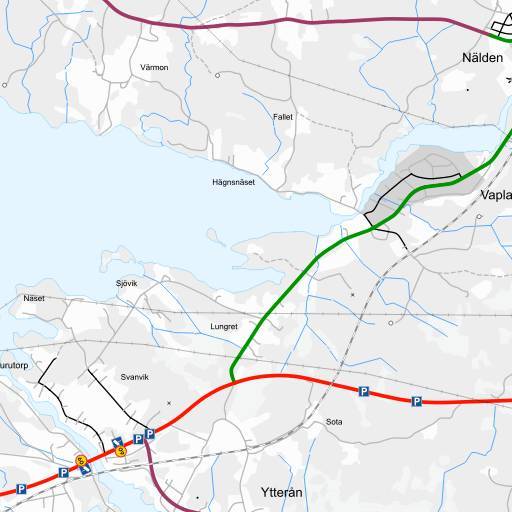 Nälden
Värmon
Fallet
Hägnsnäset
Vapla
Sjövik
Näset
Lungret
urutorp
Svanvik
Sota
P
P
P
P
P
P
Ytterån